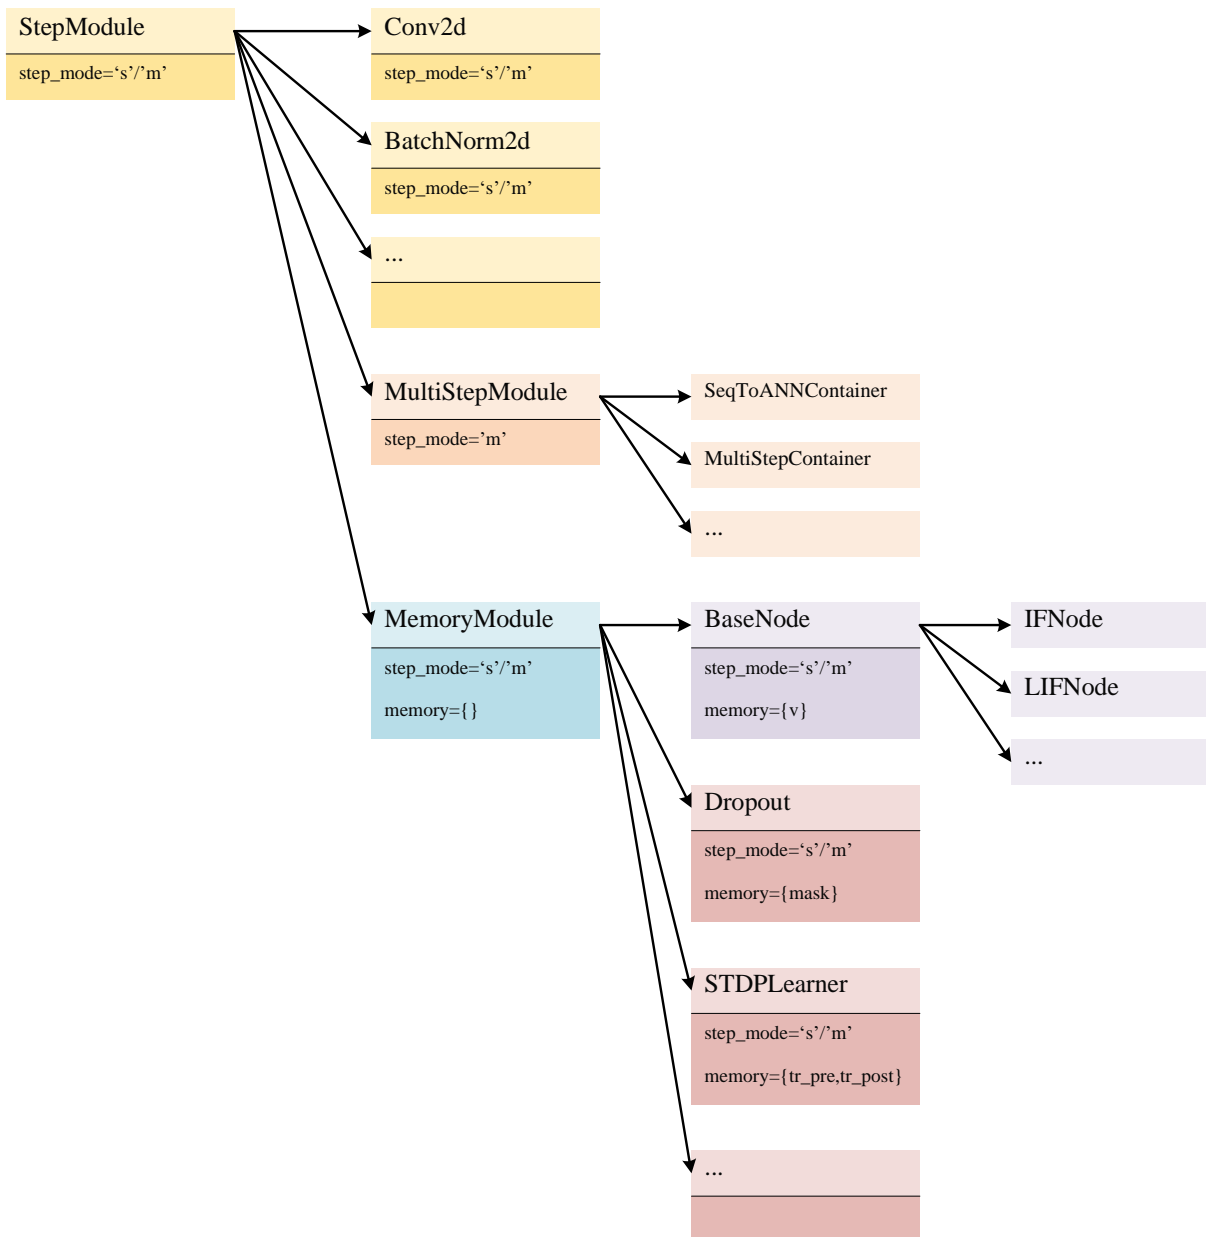 StepModule
step_mode=‘s’/’m’
Conv2d
step_mode=‘s’/’m’
BatchNorm2d
step_mode=‘s’/’m’
...
MultiStepModule
step_mode=’m’
SeqToANNContainer
MultiStepContainer
...
MemoryModule
step_mode=‘s’/’m’
memory={}
BaseNode
step_mode=‘s’/’m’
memory={v}
IFNode
LIFNode
...
Dropout
step_mode=‘s’/’m’
memory={mask}
STDPLearner
step_mode=‘s’/’m’
memory={tr_pre,tr_post}
...